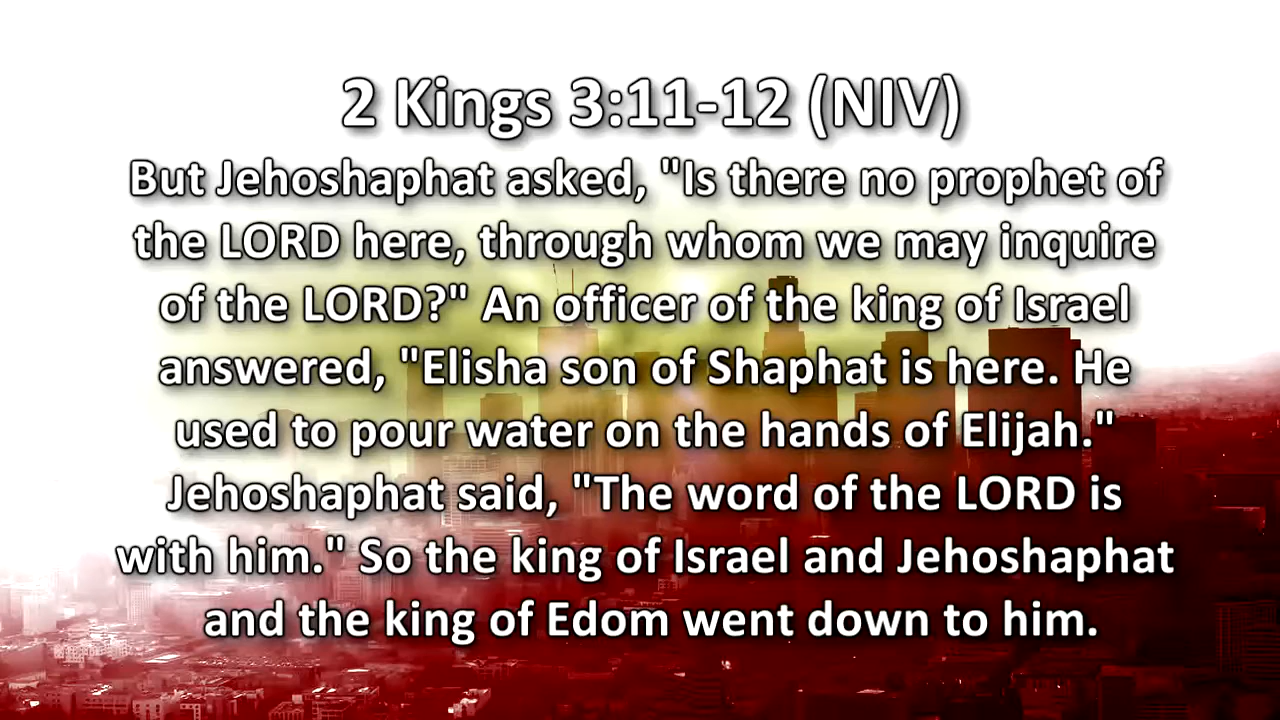 2 Kings 3:11-12 (NIV)
But Jehoshaphat asked, "Is there no prophet of
the LORD here, through whom we may inquire
of the LORD?" An officer of the king of Israel
answered, "Elisha son of Shaphat is here. He
used to pour water on the hands of Elijah."
Jehoshaphat said, "The word of the LORD is
with him." So the king of Israel and Jehoshaphat
and the king of Edom went down to him.